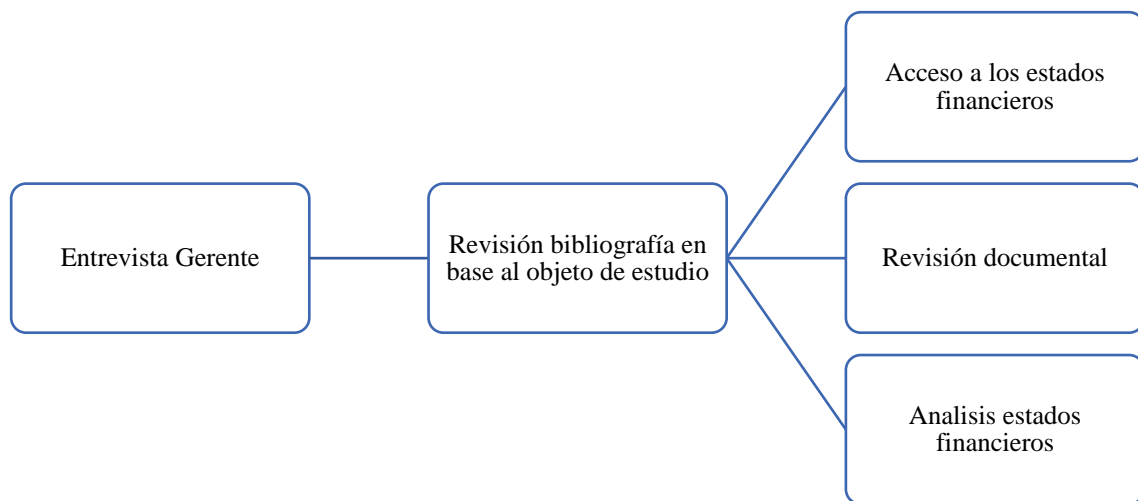 Entrevista Gerente
Revisión bibliografía en
base al objeto de estudio
Acceso a los estados
financieros
Revisión documental
Analisis estados
financieros